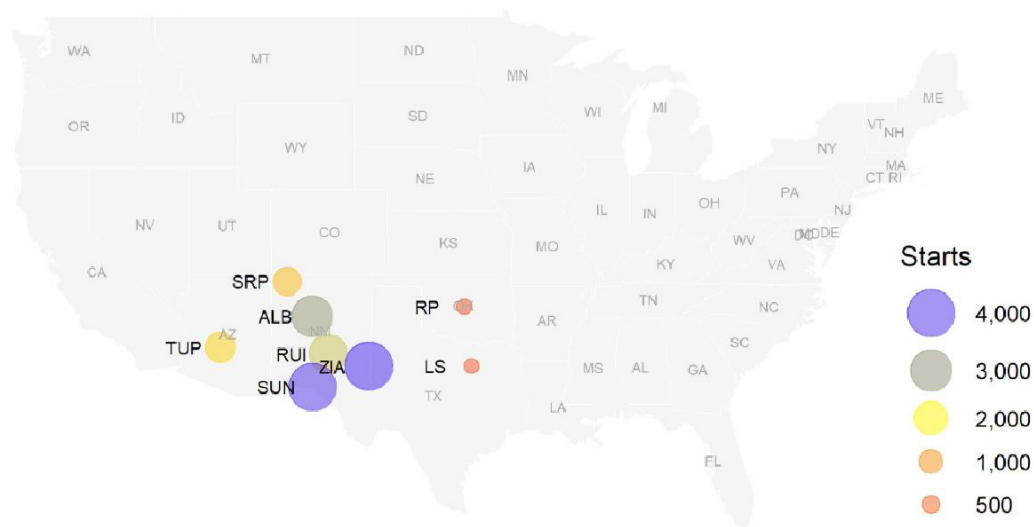 WA
MT
ND
MN
MI
ME
OR
ID
SD
WI
VT
NH
WY
NY
MA
IA
CT RI
NE
PA
NV
UT
CO
IL
IN
OH
NJ
KS
MO
WV
MD DE
CA
KY
VA
Starts
SRP
TN
NC
4,000
RP
ALB
AZ
NM
AR
SC
TUP
RUI
ZIA
LS
MS
AL
GA
3,000
SUN
TX
LA
2,000
FL
1,000
500